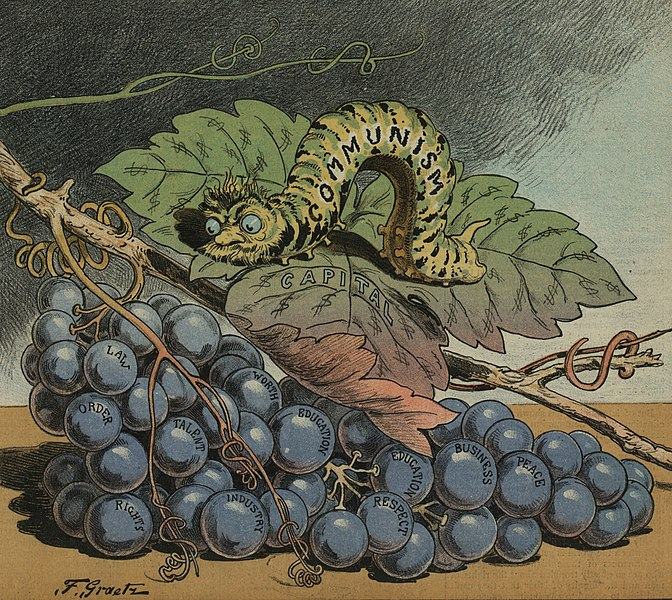 COMMUNISM
CAPITAL
LAW
WORTH
ORDER
TALENT
EDUCATION
EDUCATION
BUSINESS
PEACE
RIGHTS
INDUSTRY
RESPECT
F. Graetz